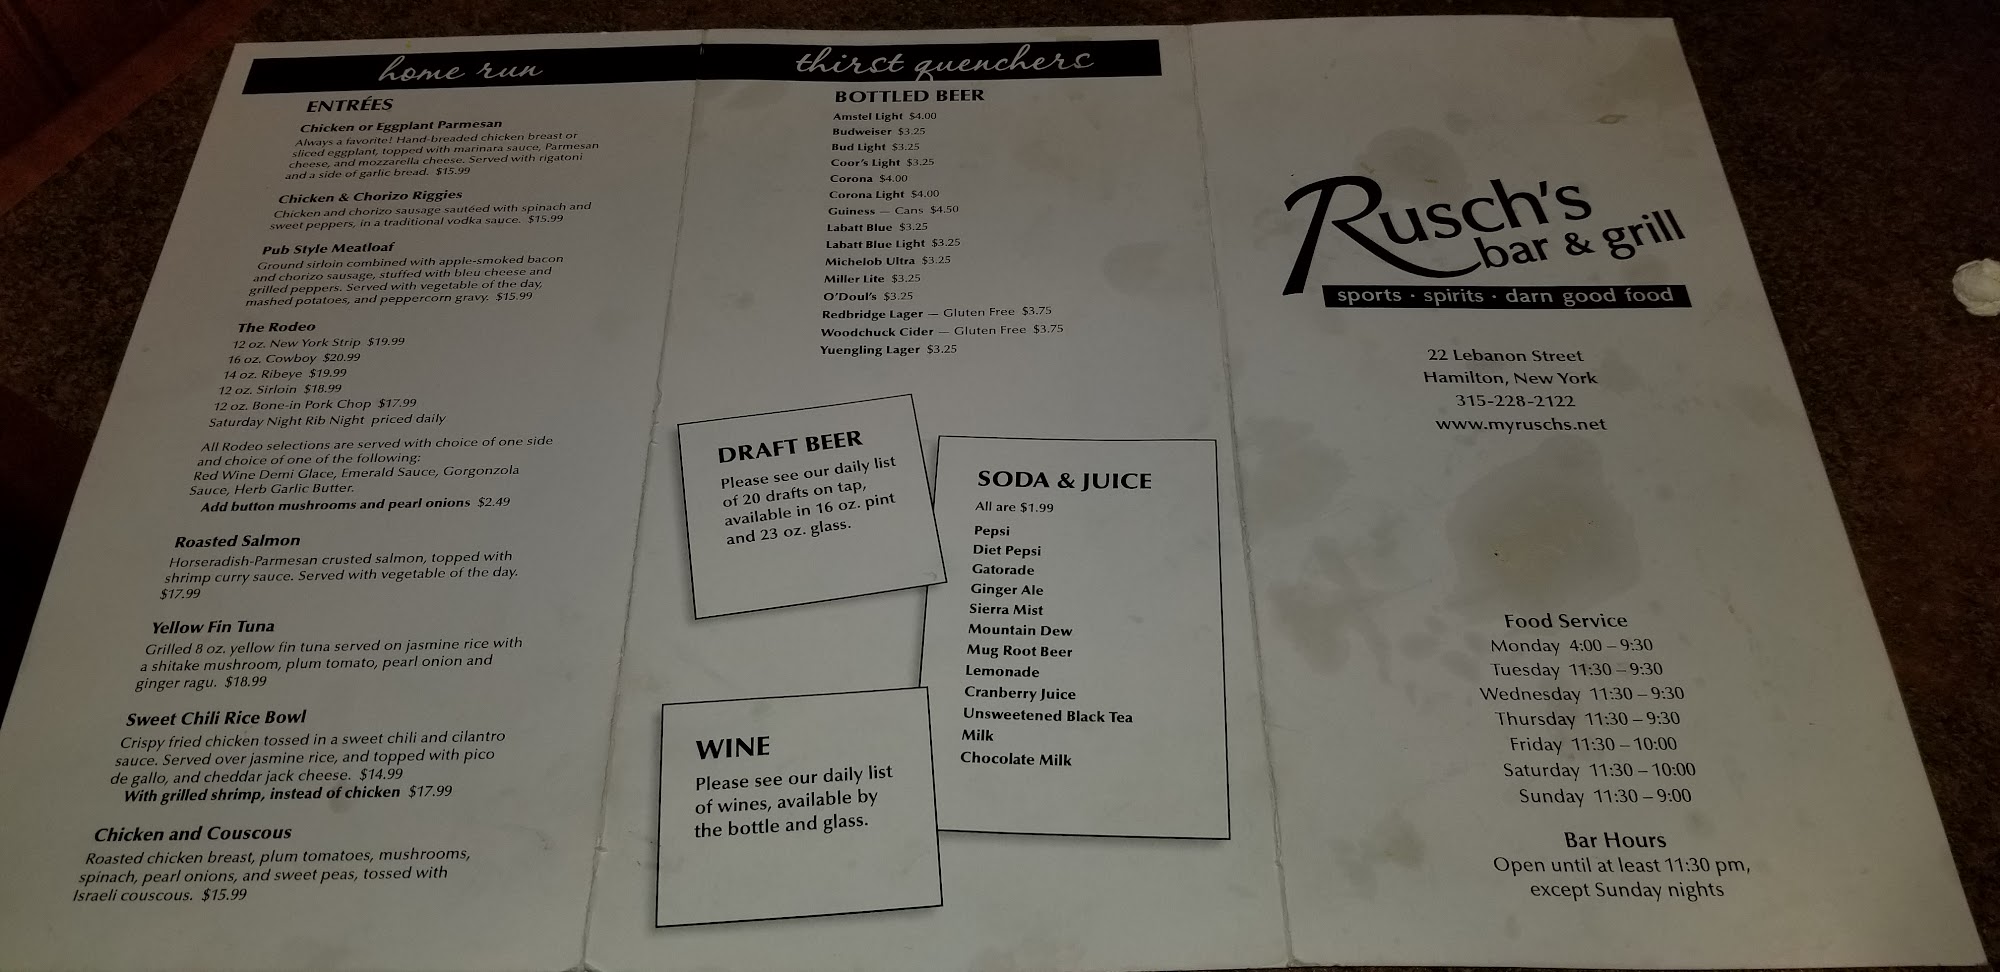 home run
ENTRÉES
Chicken or Eggplant Parmesan
Always a favorite! Hand-breaded chicken breast or
sliced eggplant, topped with marinara sauce, Parmesan
cheese, and mozzarella cheese. Served with rigatoni
and a side of garlic bread. $15.99
Chicken & Chorizo Riggies
Chicken and chorizo sausage sautéed with spinach and
sweet peppers, in a traditional vodka sauce. $15.99
Pub Style Meatloaf
Ground sirloin combined with apple-smoked bacon
and chorizo sausage, stuffed with bleu cheese and
grilled peppers. Served with vegetable of the day,
mashed potatoes, and peppercorn gravy. $15.99
The Rodeo
12 oz. New York Strip $19.99
16 oz. Cowboy $20.99
14 oz. Ribeye $19.99
12 oz. Sirloin $18.99
12 oz. Bone-in Pork Chop $17.99
Saturday Night Rib Night priced daily
All Rodeo selections are served with choice of one side
and choice of one of the following:
Red Wine Demi Glace, Emerald Sauce, Gorgonzola
Sauce, Herb Garlic Butter.
Add button mushrooms and pearl onions $2.49
Roasted Salmon
Horseradish-Parmesan crusted salmon, topped with
shrimp curry sauce. Served with vegetable of the day.
$17.99
Yellow Fin Tuna
Grilled 8 oz. yellow fin tuna served on jasmine rice with
a shitake mushroom, plum tomato, pearl onion and
ginger ragu. $18.99
Sweet Chili Rice Bowl
Crispy fried chicken tossed in a sweet chili and cilantro
sauce. Served over jasmine rice, and topped with pico
de gallo, and cheddar jack cheese. $14.99
With grilled shrimp, instead of chicken $17.99
Chicken and Couscous
Roasted chicken breast, plum tomatoes, mushrooms,
spinach, pearl onions, and sweet peas, tossed with
Israeli couscous. $15.99
thirst quenchers
BOTTLED BEER
Amstel Light $4.00
Budweiser $3.25
Bud Light $3.25
Coor's Light $3.25
Corona $4.00
Corona Light $4.00
Guiness — Cans $4.50
Labatt Blue $3.25
Labatt Blue Light $3.25
Michelob Ultra $3.25
Miller Lite $3.25
O'Doul's $3.25
Redbridge Lager — Gluten Free $3.75
Woodchuck Cider — Gluten Free $3.75
Yuengling Lager $3.25
DRAFT BEER
Please see our daily list
of 20 drafts on tap,
available in 16 oz. pint
and 23 oz. glass.
SODA & JUICE
All are $1.99
Pepsi
Diet Pepsi
Gatorade
Ginger Ale
Sierra Mist
Mountain Dew
Mug Root Beer
Lemonade
Cranberry Juice
Unsweetened Black Tea
Milk
Chocolate Milk
WINE
Please see our daily list
of wines, available by
the bottle and glass.
Rusch's
bar & grill
sports · spirits · darn good food
22 Lebanon Street
Hamilton, New York
315-228-2122
www.myruschs.net
Food Service
Monday 4:00 – 9:30
Tuesday 11:30 – 9:30
Wednesday 11:30 – 9:30
Thursday 11:30 – 9:30
Friday 11:30 – 10:00
Saturday 11:30 – 10:00
Sunday 11:30 – 9:00
Bar Hours
Open until at least 11:30 pm,
except Sunday nights